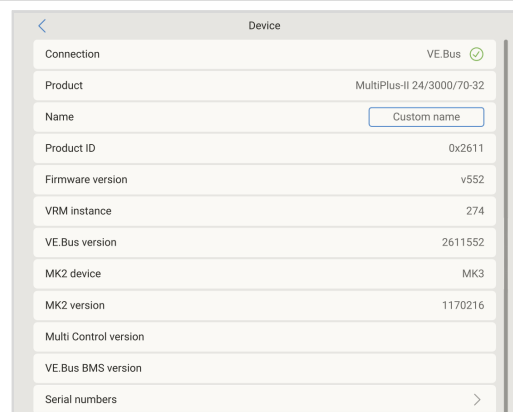 Device
Connection VE.Bus
Product MultiPlus-II 24/3000/70-32
Name Custom name
Product ID 0x2611
Firmware version v552
VRM instance 274
VE.Bus version 2611552
MK2 device MK3
MK2 version 1170216
Multi Control version
VE.Bus BMS version
Serial numbers